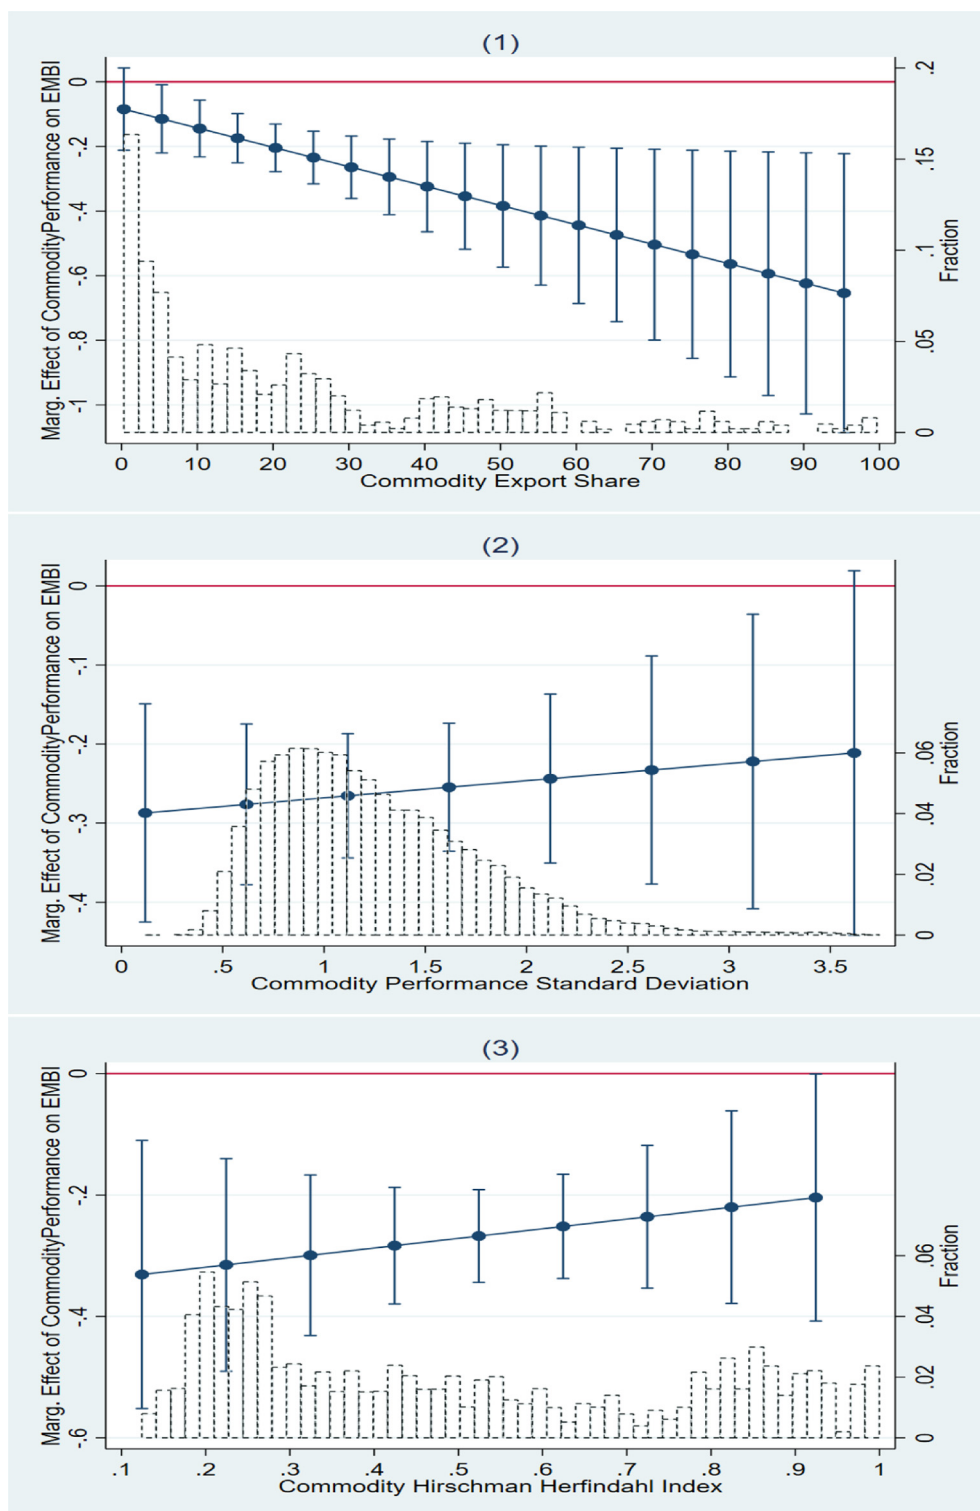 (1)
Marg. Effect of CommodityPerformance on EMBI
0
-.2
-.4
-.6
-.8
-1
.2
.15
.1
.05
0
Fraction
0 10 20 30 40 50 60 70 80 90 100
Commodity Export Share
(2)
Marg. Effect of CommodityPerformance on EMBI
0
-.1
-.2
-.3
-.4
.06
.04
.02
0
Fraction
0 .5 1 1.5 2 2.5 3 3.5
Commodity Performance Standard Deviation
(3)
Marg. Effect of CommodityPerformance on EMBI
0
-.2
-.4
-.6
.06
.04
.02
0
Fraction
.1 .2 .3 .4 .5 .6 .7 .8 .9 1
Commodity Hirschman Herfindahl Index